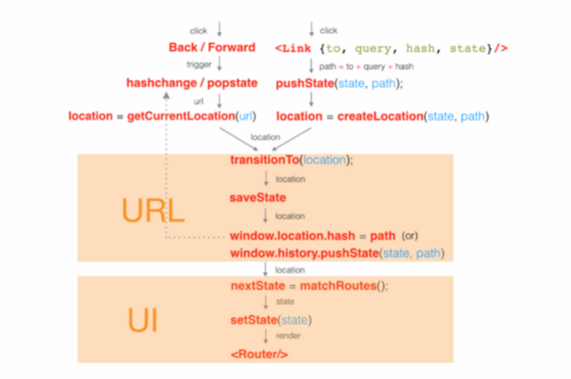 click click
Back / Forward <Link {to, query, hash, state}/>
trigger path = to + query + hash
hashchange / popstate pushState(state, path);
url
location = getCurrentLocation(url) location = createLocation(state, path)
location
transitionTo(location);
location
saveState
location
URL
window.location.hash = path (or)
window.history.pushState(state, path)
location
nextState = matchRoutes();
state
UI
setState(state)
render
<Router/>